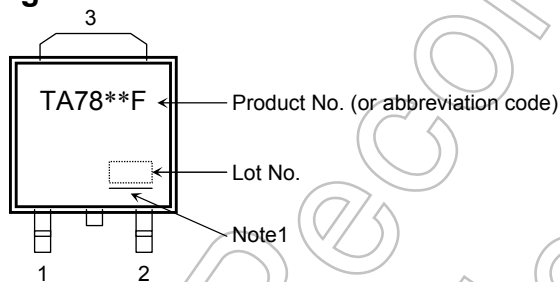 3
TA78**F
Product No. (or abbreviation code)
Lot No.
Note1
1 2